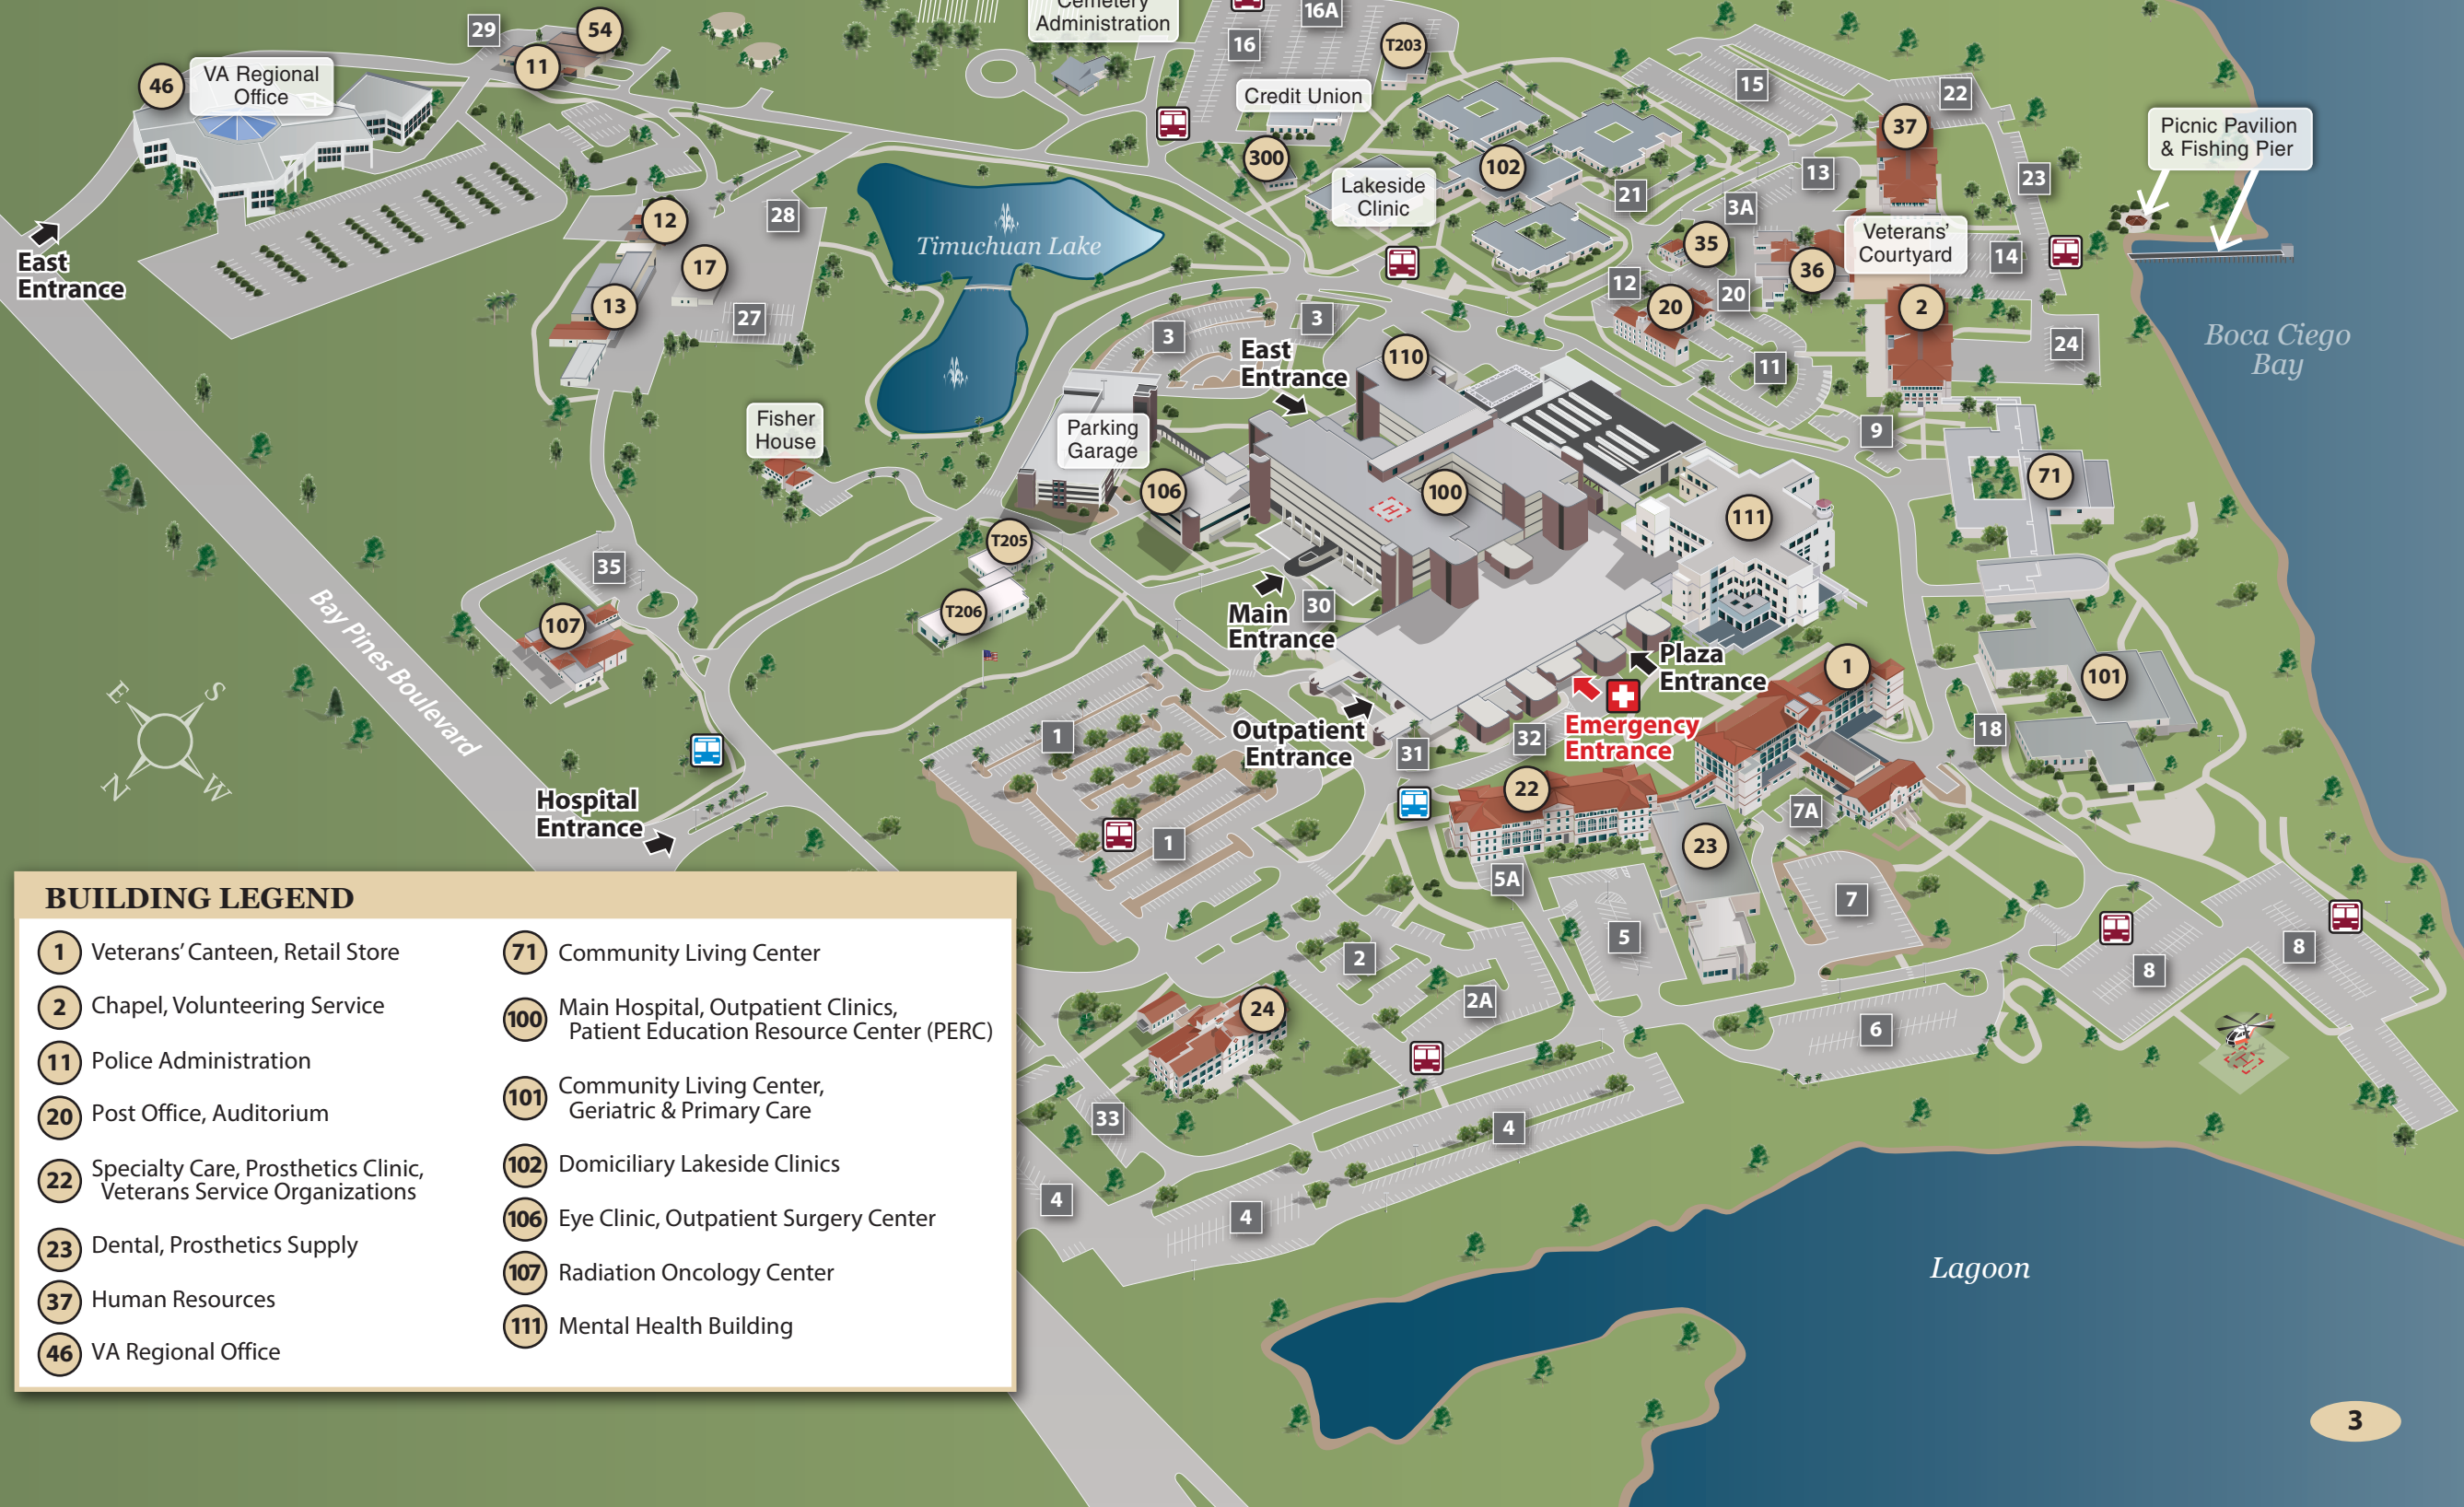 Cemetery
Administration
16A
29
54
16
T203
11
VA Regional
Office
46
15
22
Credit Union
Picnic Pavilion
& Fishing Pier
37
300
102
13
23
Lakeside
Clinic
21
3A
12
28
Timuchuan Lake
35
Veterans'
Courtyard
14
East
Entrance
17
36
12
20
20
2
13
27
3
3
Boca Ciego
Bay
East
Entrance
110
11
24
Fisher
House
Parking
Garage
9
71
106
100
111
T205
35
T206
30
Main
Entrance
107
Bay Pines Boulevard
Plaza
Entrance
1
101
E
S
N
W
1
Outpatient
Entrance
31
32
Emergency
Entrance
18
22
7A
Hospital
Entrance
1
23
5A
7
5
2
8
8
2A
24
6
33
4
4
4
Lagoon
BUILDING LEGEND
1 Veterans' Canteen, Retail Store
2 Chapel, Volunteering Service
11 Police Administration
20 Post Office, Auditorium
22 Specialty Care, Prosthetics Clinic,
Veterans Service Organizations
23 Dental, Prosthetics Supply
37 Human Resources
46 VA Regional Office
71 Community Living Center
100 Main Hospital, Outpatient Clinics,
Patient Education Resource Center (PERC)
101 Community Living Center,
Geriatric & Primary Care
102 Domiciliary Lakeside Clinics
106 Eye Clinic, Outpatient Surgery Center
107 Radiation Oncology Center
111 Mental Health Building
3